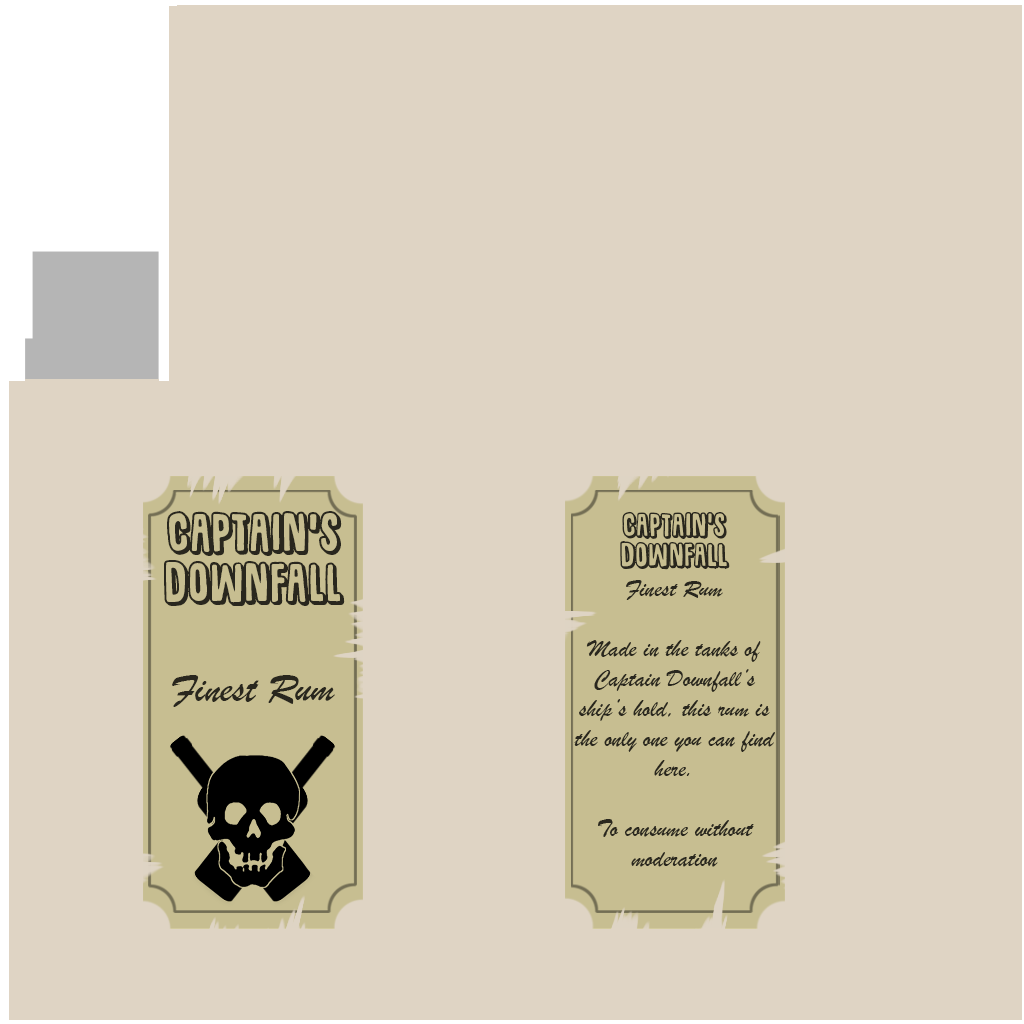 CAPTAIN'S
DOWNFALL
Finest Rum
CAPTAIN'S
DOWNFALL
Finest Rum
Made in the tanks of
Captain Downfall's
ship's hold, this rum is
the only one you can find
here.
To consume without
moderation